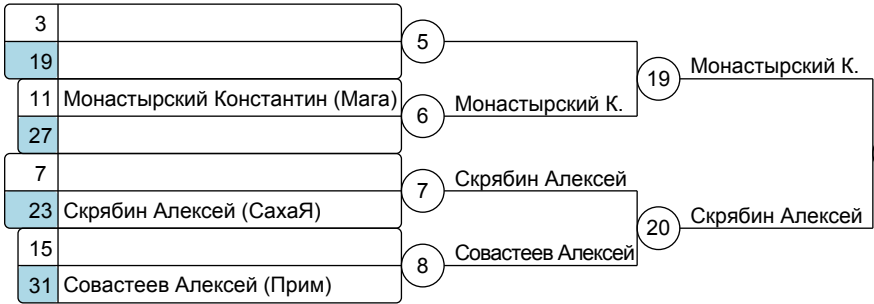 3
19
5
11 Монастырский Константин (Мага)
27
6
Монастырский К.
19
Монастырский К.
7
23 Скрябин Алексей (СахаЯ)
7
Скрябин Алексей
15
31 Совастеев Алексей (Прим)
8
Совастеев Алексей
20
Скрябин Алексей